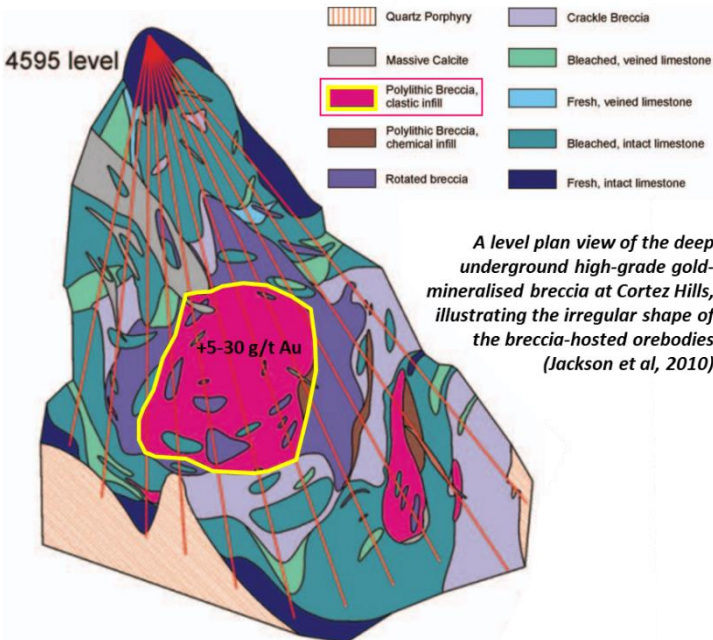 4595 level
Quartz Porphyry
Massive Calcite
Polylithic Breccia,
clastic infill
Polylithic Breccia,
chemical infill
Rotated breccia
Crackle Breccia
Bleached, veined limestone
Fresh, veined limestone
Bleached, intact limestone
Fresh, intact limestone
A level plan view of the deep
underground high-grade gold-
mineralised breccia at Cortez Hills,
illustrating the irregular shape of
the breccia-hosted orebodies
(Jackson et al, 2010)
+5-30 g/t Au